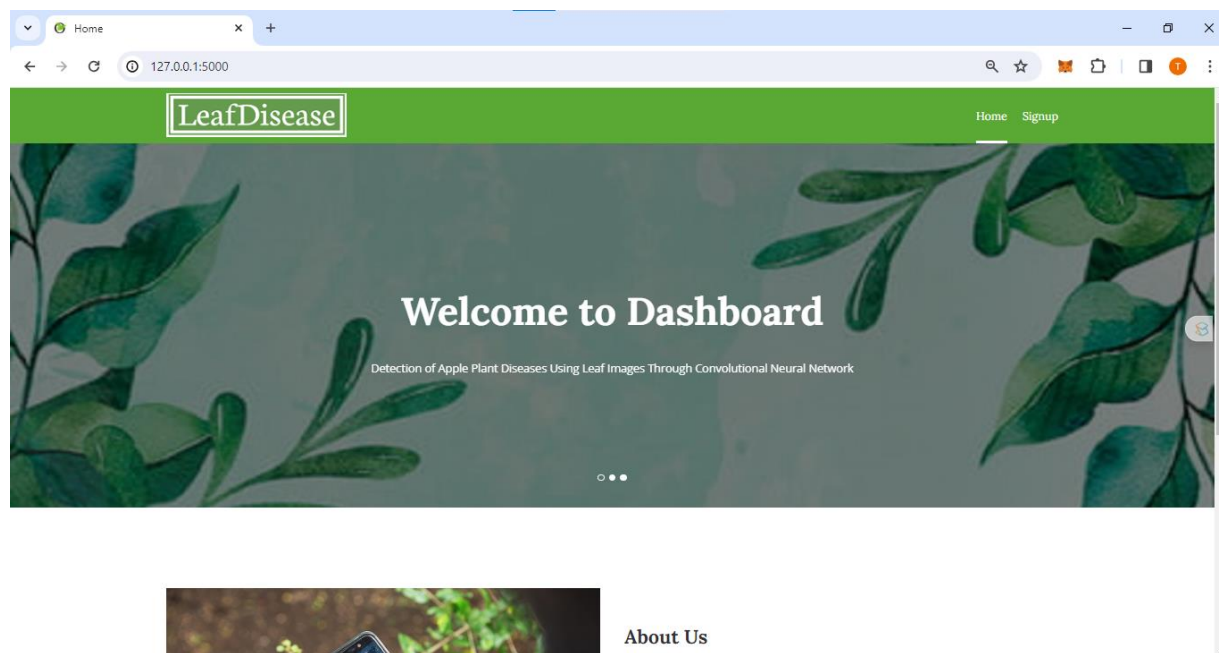 Home
127.0.0.1:5000
T
LeafDisease
Home Signup
Welcome to Dashboard
Detection of Apple Plant Diseases Using Leaf Images Through Convolutional Neural Network
About Us